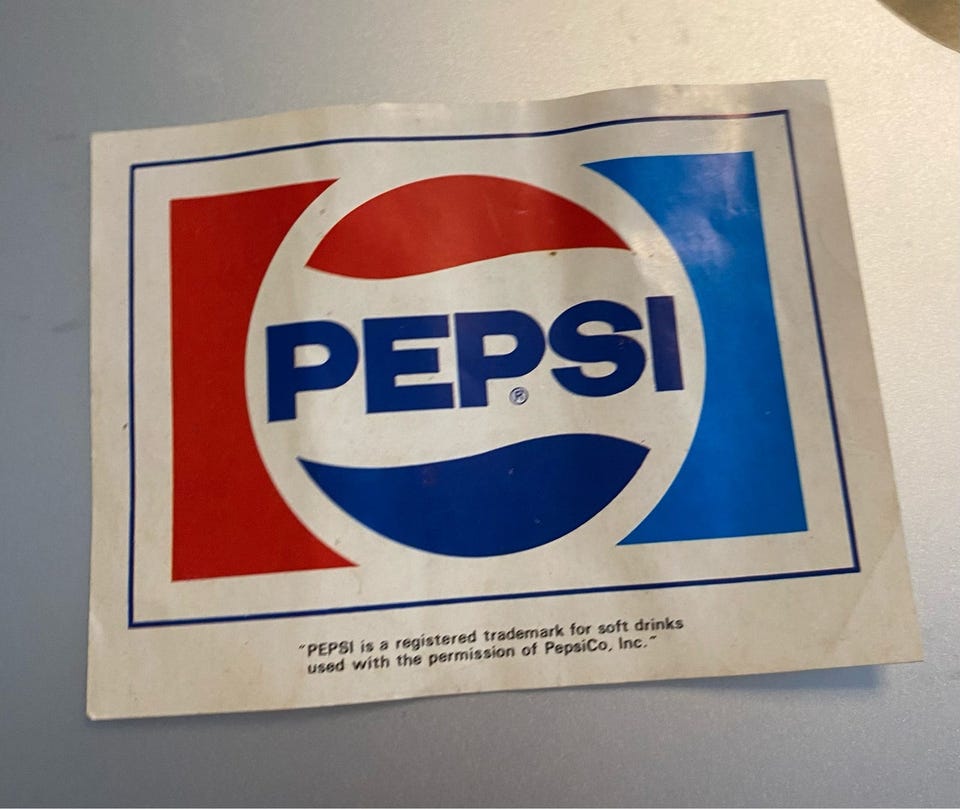 PEPSI
®
"PEPSI is a registered trademark for soft drinks
used with the permission of PepsiCo, Inc."